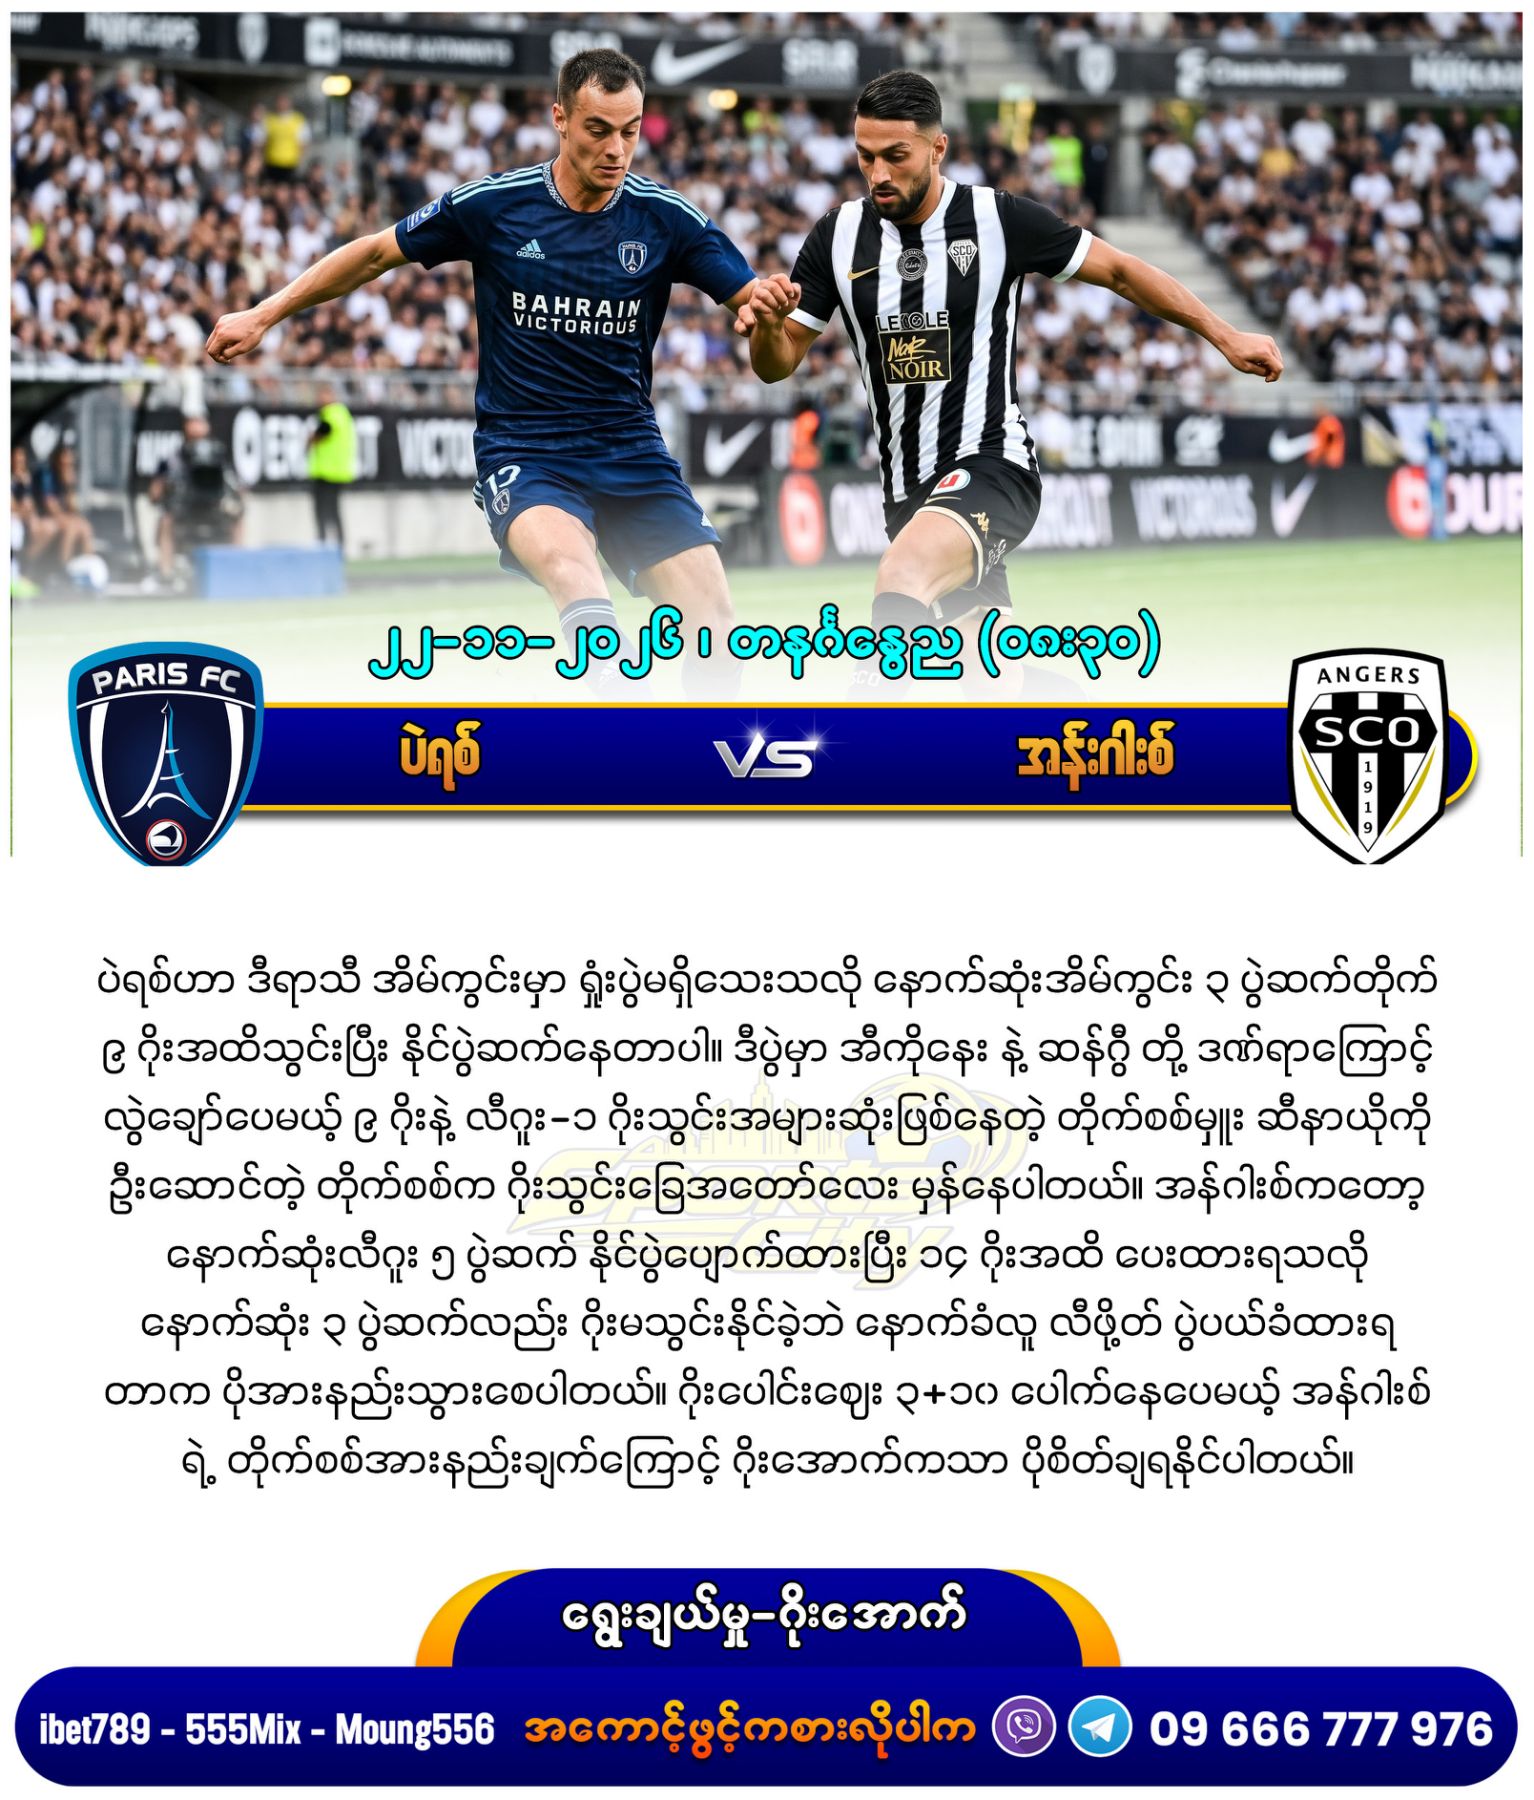 adidas
PARIS FC
BAHRAIN
VICTORIOUS
SCO
NOIR
၂၂-၁၁-၂၀၂၆ ၊ တနင်္ဂနွေည (၀၈း၃၀)
PARIS FC
ပဲရစ်
VS
အန်းဂါးစ်
ANGERS
SCO
1919
ပဲရစ်ဟာ ဒီရာသီ အိမ်ကွင်းမှာ ရှုံးပွဲမရှိသေးသလို နောက်ဆုံးအိမ်ကွင်း ၃ ပွဲဆက်တိုက်
၉ ဂိုးအထိသွင်းပြီး နိုင်ပွဲဆက်နေတာပါ။ ဒီပွဲမှာ အီကိုနေး နဲ့ ဆန်ဂွီ တို့ ဒဏ်ရာကြောင့်
လွဲချော်ပေမယ့် ၉ ဂိုးနဲ့ လီဂူး-၁ ဂိုးသွင်းအများဆုံးဖြစ်နေတဲ့ တိုက်စစ်မှူး ဆီနာယိုကို
ဦးဆောင်တဲ့ တိုက်စစ်က ဂိုးသွင်းခြေအတော်လေး မှန်နေပါတယ်။ အန်ဂါးစ်ကတော့
နောက်ဆုံးလီဂူး ၅ ပွဲဆက် နိုင်ပွဲပျောက်ထားပြီး ၁၄ ဂိုးအထိ ပေးထားရသလို
နောက်ဆုံး ၃ ပွဲဆက်လည်း ဂိုးမသွင်းနိုင်ခဲ့ဘဲ နောက်ခံလူ လီဖို့တ် ပွဲပယ်ခံထားရ
တာက ပိုအားနည်းသွားစေပါတယ်။ ဂိုးပေါင်းဈေး ၃+၁၀ ပေါက်နေပေမယ့် အန်ဂါးစ်
ရဲ့ တိုက်စစ်အားနည်းချက်ကြောင့် ဂိုးအောက်ကသာ ပိုစိတ်ချရနိုင်ပါတယ်။
SPORTS
City
ရွေးချယ်မှု-ဂိုးအောက်
ibet789 - 555Mix - Moung556 အကောင့်ဖွင့်ကစားလိုပါက 09 666 777 976